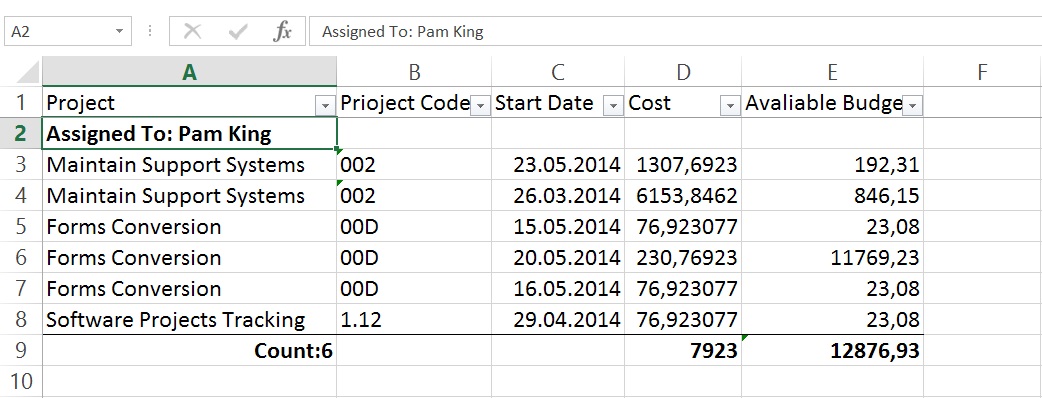 A2 fx Assigned To: Pam King
A B C D E F
1 Project Prioject Code Start Date Cost Avaliable Budge
2 Assigned To: Pam King
3 Maintain Support Systems 002 23.05.2014 1307,6923 192,31
4 Maintain Support Systems 002 26.03.2014 6153,8462 846,15
5 Forms Conversion 00D 15.05.2014 76,923077 23,08
6 Forms Conversion 00D 20.05.2014 230,76923 11769,23
7 Forms Conversion 00D 16.05.2014 76,923077 23,08
8 Software Projects Tracking 1.12 29.04.2014 76,923077 23,08
9 Count:6 7923 12876,93
10